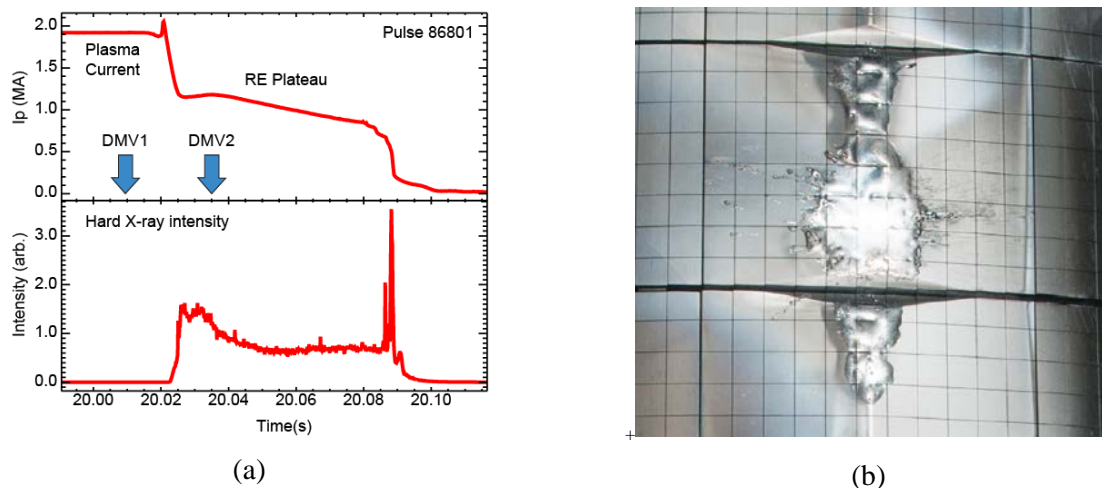 Pulse 86801
Plasma
Current
RE Plateau
DMV1
DMV2
Ip (MA)
2.0
1.5
1.0
0.5
0.0
Hard X-ray intensity
Intensity (arb.)
3.0
2.0
1.0
0.0
20.00 20.02 20.04 20.06 20.08 20.10
Time(s)
(a)
(b)